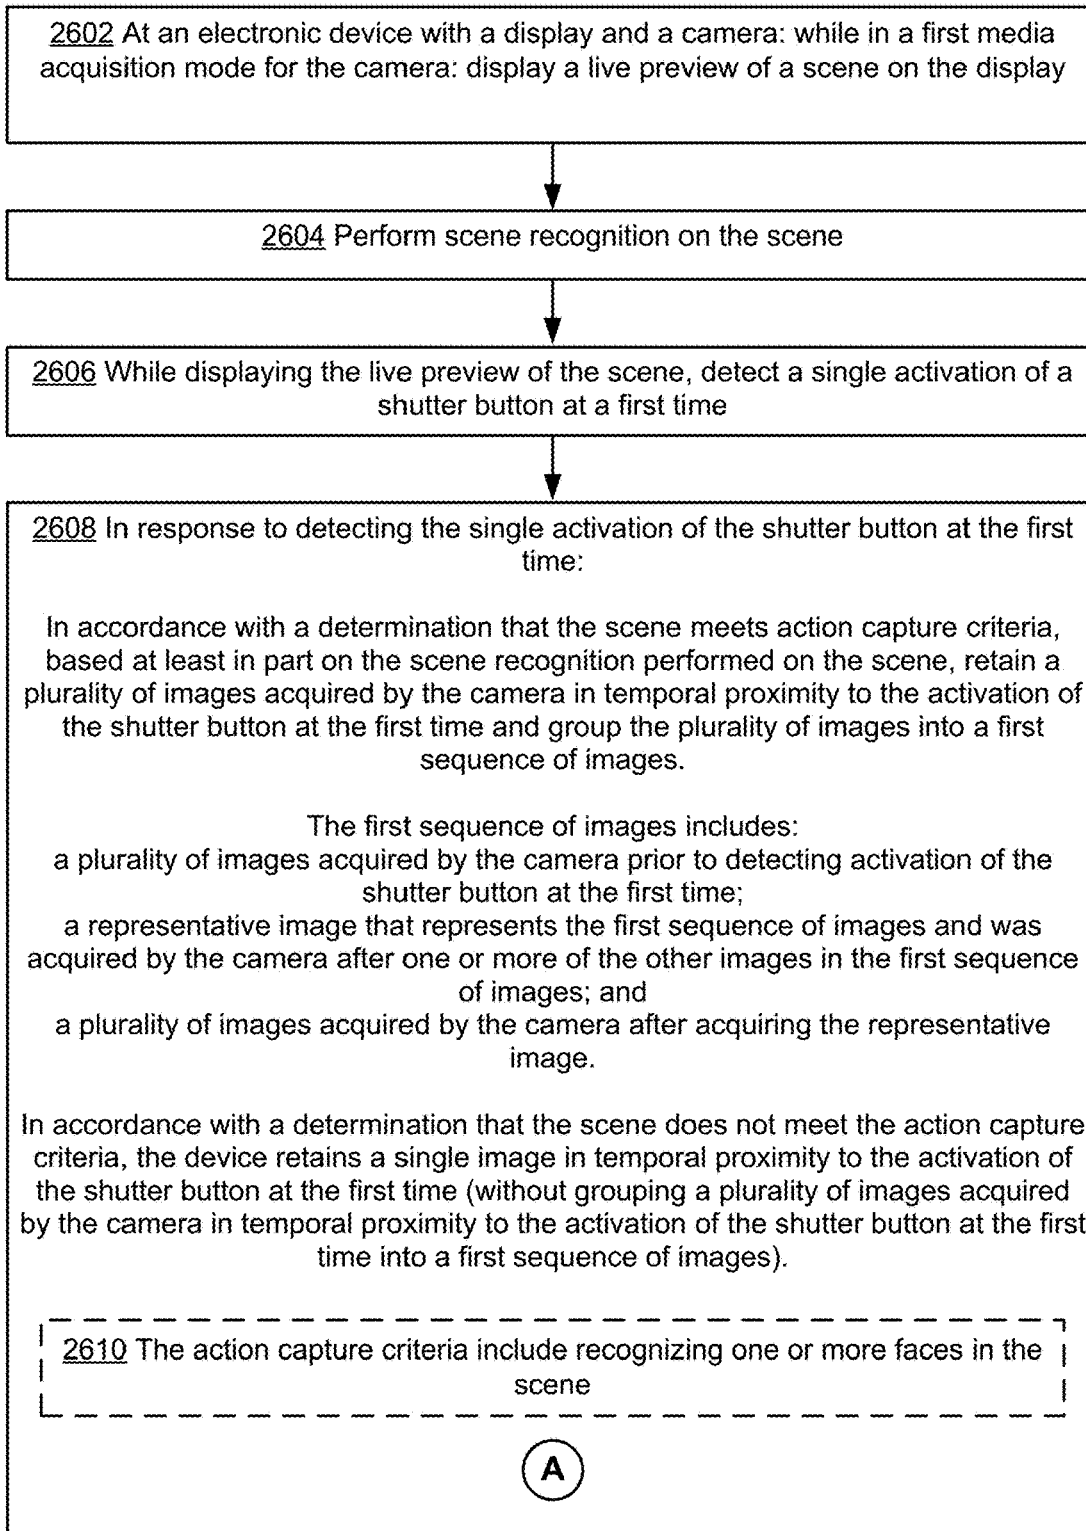 2602 At an electronic device with a display and a camera: while in a first media
acquisition mode for the camera: display a live preview of a scene on the display
2604 Perform scene recognition on the scene
2606 While displaying the live preview of the scene, detect a single activation of a
shutter button at a first time
2608 In response to detecting the single activation of the shutter button at the first
time:
In accordance with a determination that the scene meets action capture criteria,
based at least in part on the scene recognition performed on the scene, retain a
plurality of images acquired by the camera in temporal proximity to the activation of
the shutter button at the first time and group the plurality of images into a first
sequence of images.
The first sequence of images includes:
a plurality of images acquired by the camera prior to detecting activation of the
shutter button at the first time;
a representative image that represents the first sequence of images and was
acquired by the camera after one or more of the other images in the first sequence
of images; and
a plurality of images acquired by the camera after acquiring the representative
image.
In accordance with a determination that the scene does not meet the action capture
criteria, the device retains a single image in temporal proximity to the activation of
the shutter button at the first time (without grouping a plurality of images acquired
by the camera in temporal proximity to the activation of the shutter button at the first
time into a first sequence of images).
2610 The action capture criteria include recognizing one or more faces in the
scene
A